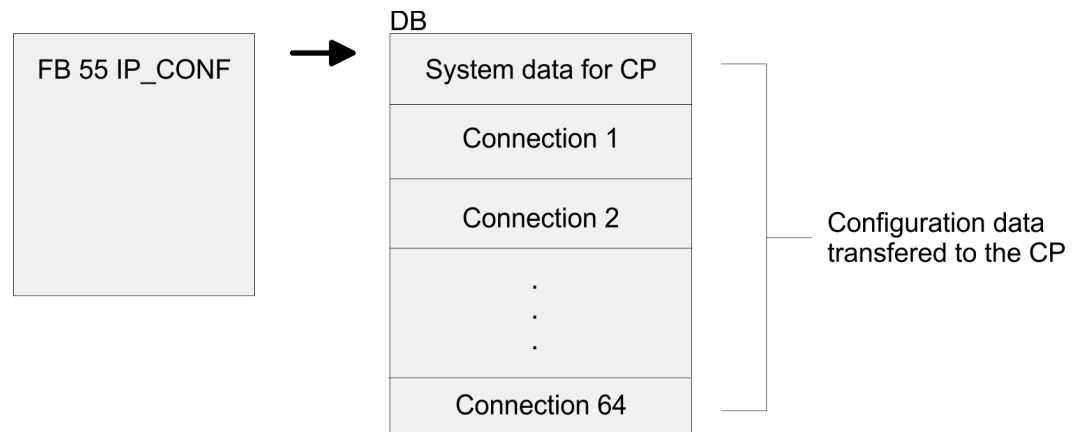 DB
FB 55 IP_CONF
System data for CP
Connection 1
Connection 2
.
.
.
Connection 64
Configuration data
transfered to the CP